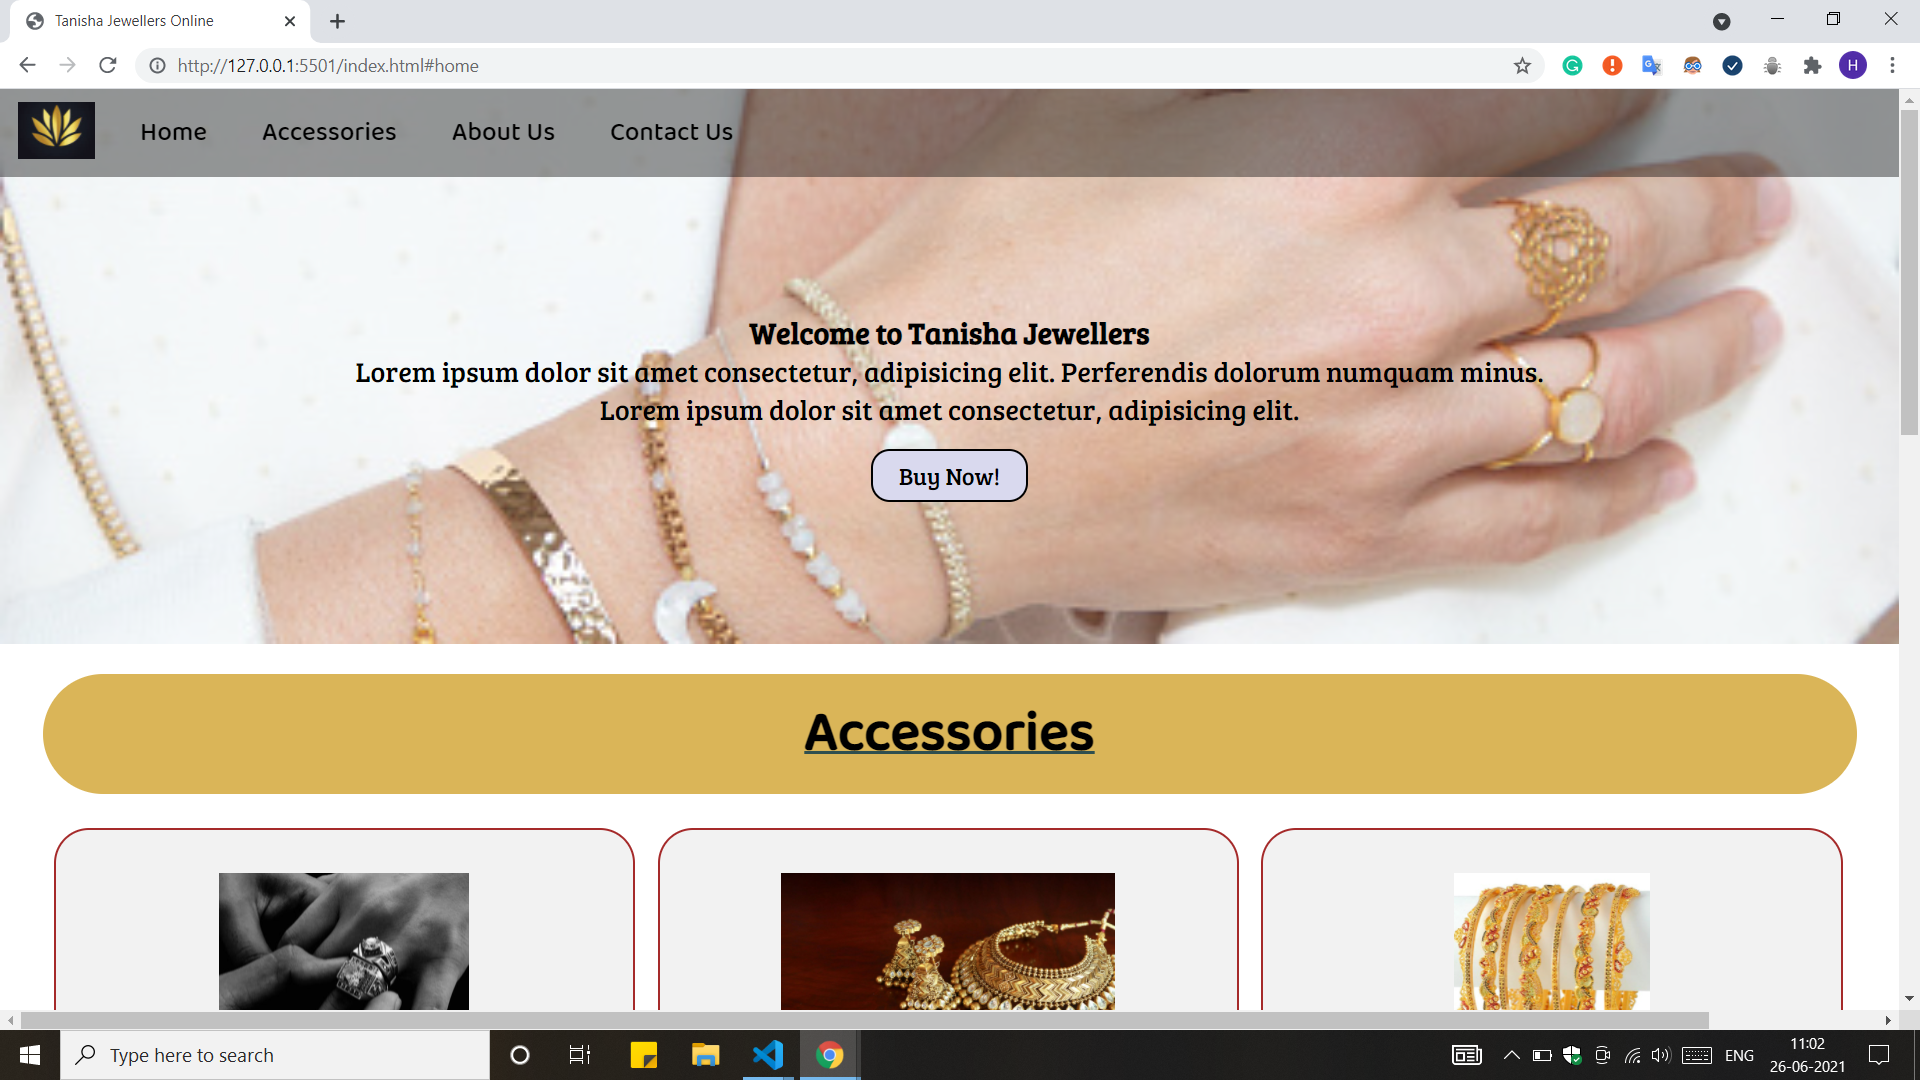 Tanisha Jewellers Online
http://127.0.0.1:5501/index.html#home
H
Home Accessories About Us Contact Us
Welcome to Tanisha Jewellers
Lorem ipsum dolor sit amet consectetur, adipisicing elit. Perferendis dolorum numquam minus.
Lorem ipsum dolor sit amet consectetur, adipisicing elit.
Buy Now!
Accessories
Type here to search
ENG
11:02
26-06-2021